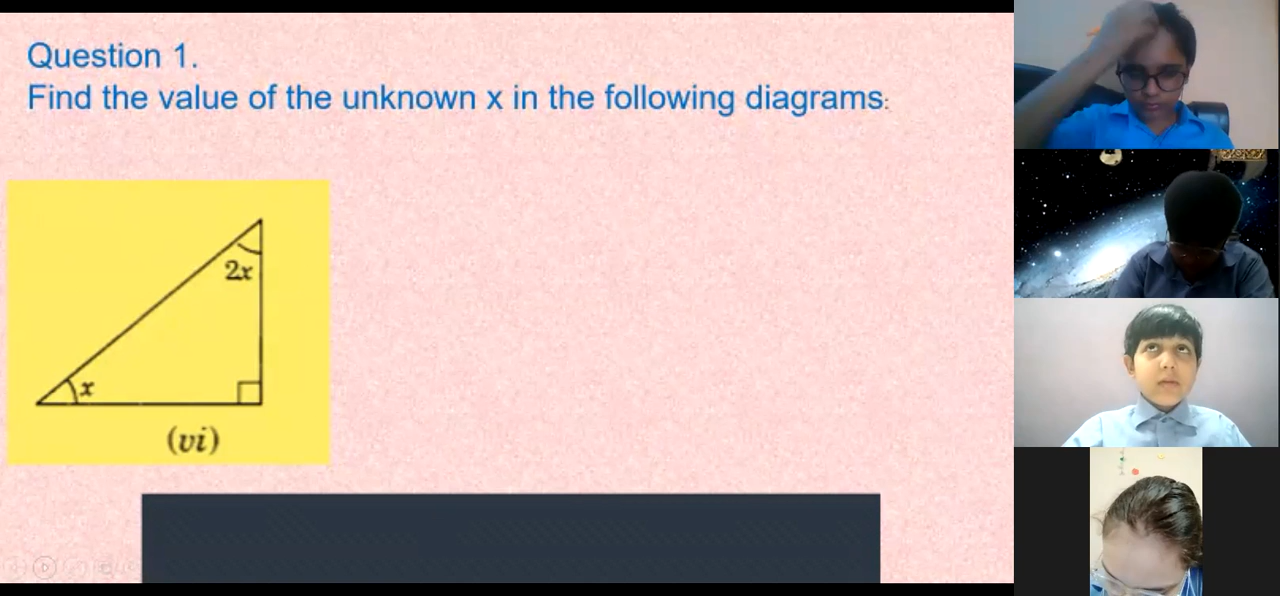 Question 1.
Find the value of the unknown x in the following diagrams:
2x
x
(vi)